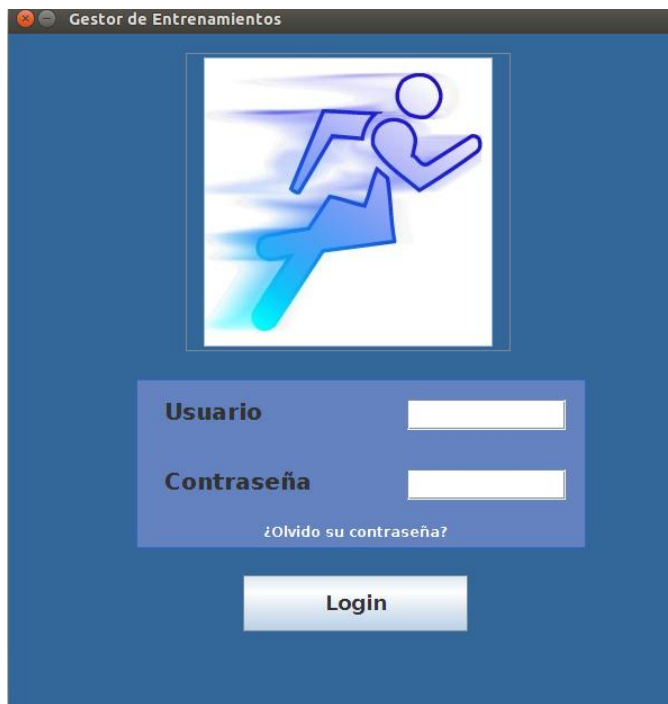 Gestor de Entrenamientos
Usuario
Contraseña
¿Olvido su contraseña?
Login